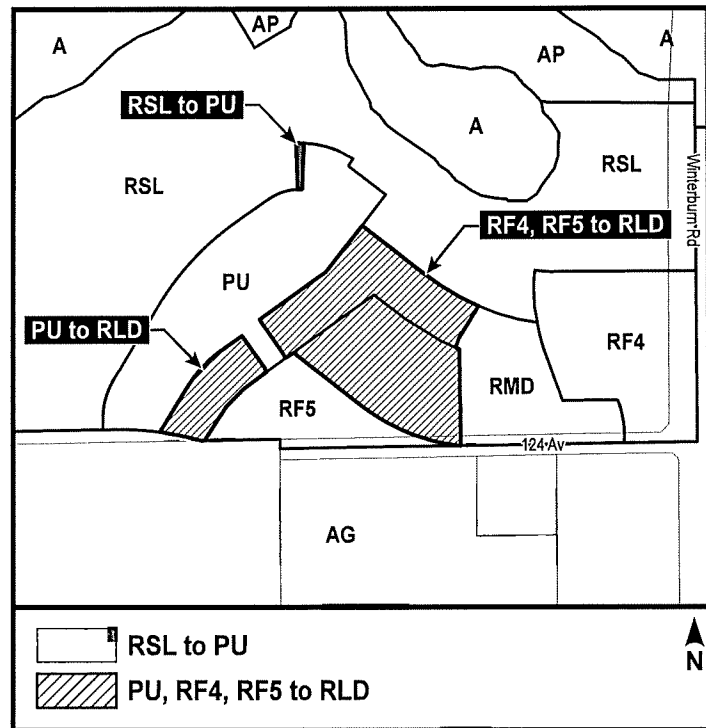 A
AP
A
AP
RSL to PU
A
RSL
RSL
Winterburn Rd
RF4, RF5 to RLD
PU
PU to RLD
RF4
RMD
RF5
124 Av
AG
RSL to PU
N
PU, RF4, RF5 to RLD